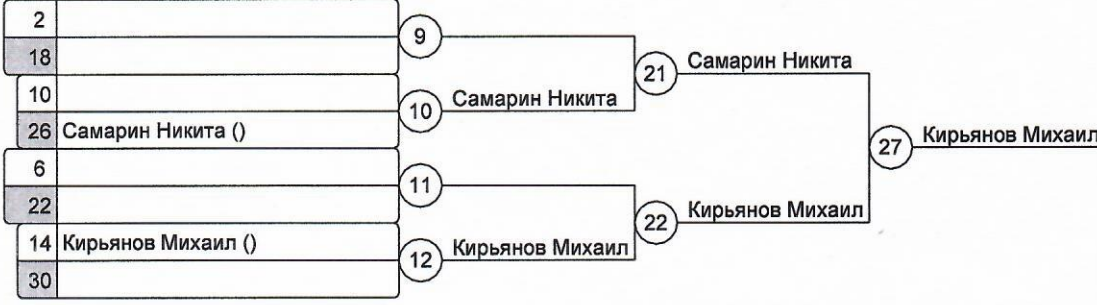 2
9
18
21 Самарин Никита
10
10 Самарин Никита
26 Самарин Никита ()
27 Кирьянов Михаил
6
11
22
22 Кирьянов Михаил
14 Кирьянов Михаил ()
12 Кирьянов Михаил
30